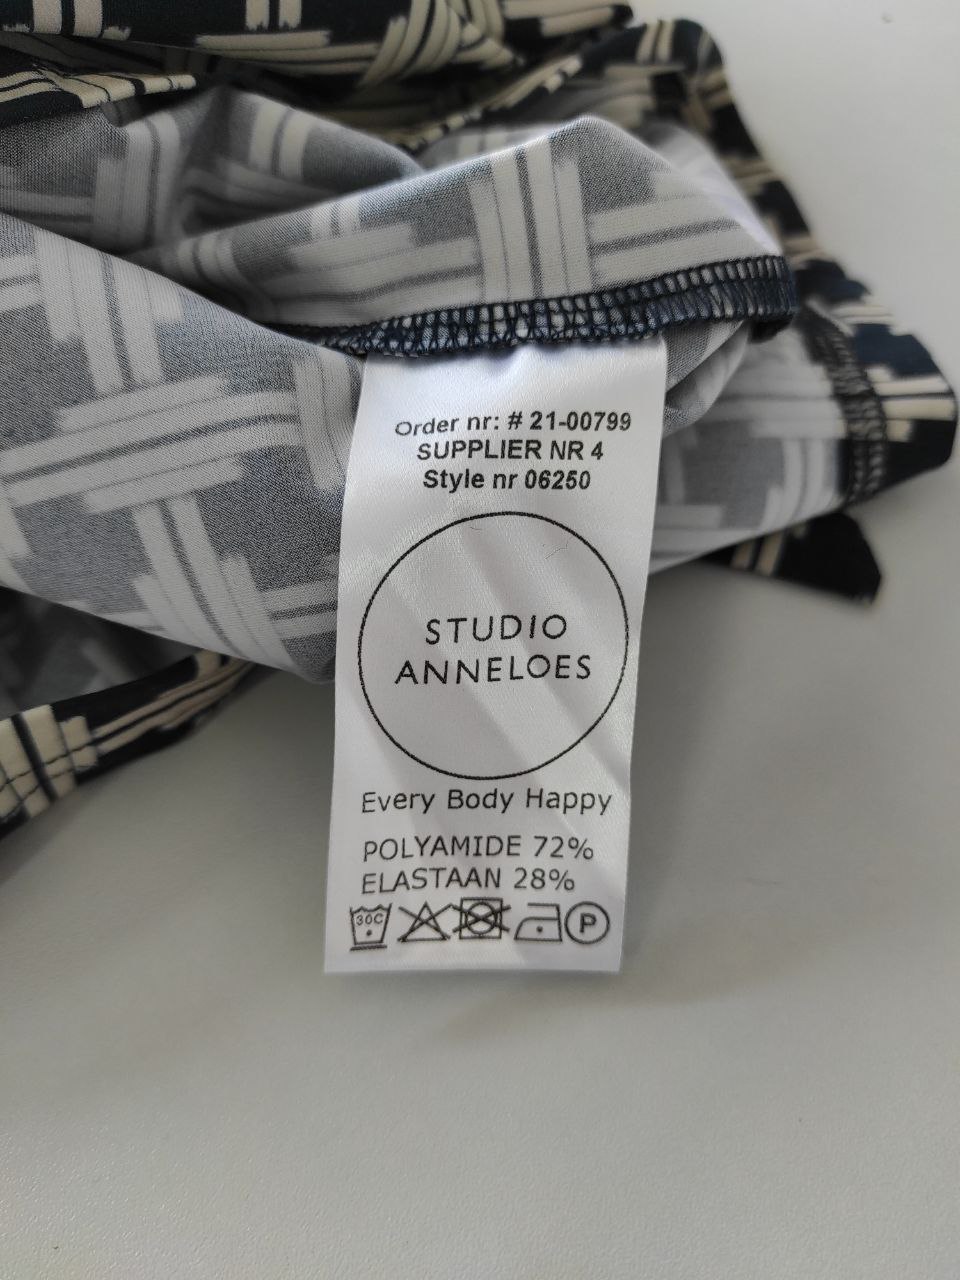 Order nr: # 21-00799
SUPPLIER NR 4
Style nr 06250
STUDIO
ANNELOES
Every Body Happy
POLYAMIDE 72%
ELASTAAN 28%
30C
P